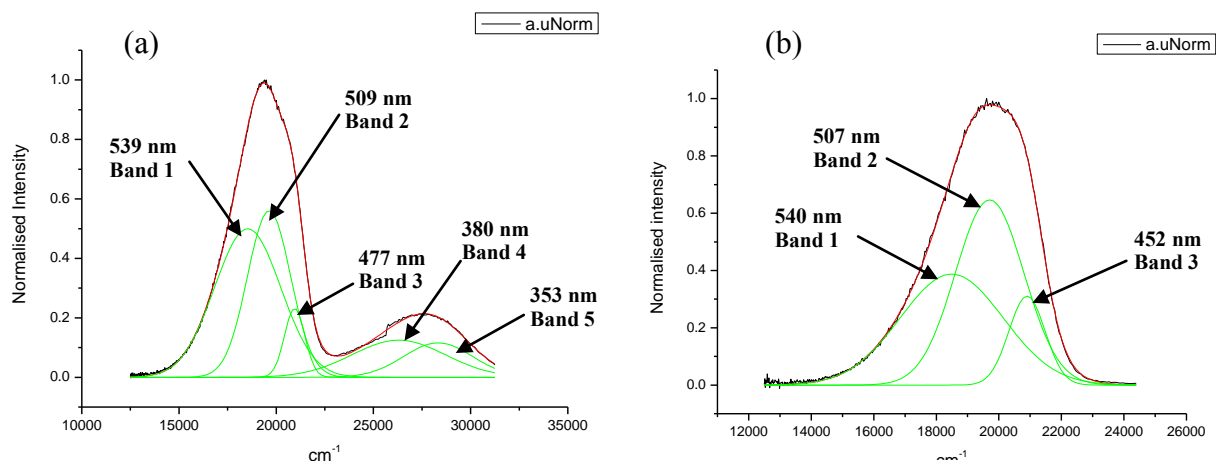 (a)
a.uNorm
1.0
0.8
0.6
0.4
0.2
0.0
Normalised Intensity
539 nm
Band 1
509 nm
Band 2
477 nm
Band 3
380 nm
Band 4
353 nm
Band 5
10000 15000 20000 25000 30000 35000
cm-1
(b)
a.uNorm
1.0
0.8
0.6
0.4
0.2
0.0
Normalised intensity
507 nm
Band 2
540 nm
Band 1
452 nm
Band 3
12000 14000 16000 18000 20000 22000 24000 26000
cm-1